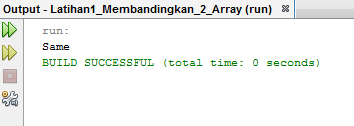 Output - Latihan1_Membandingkan_2_Array (run)
run:
Same
BUILD SUCCESSFUL (total time: 0 seconds)